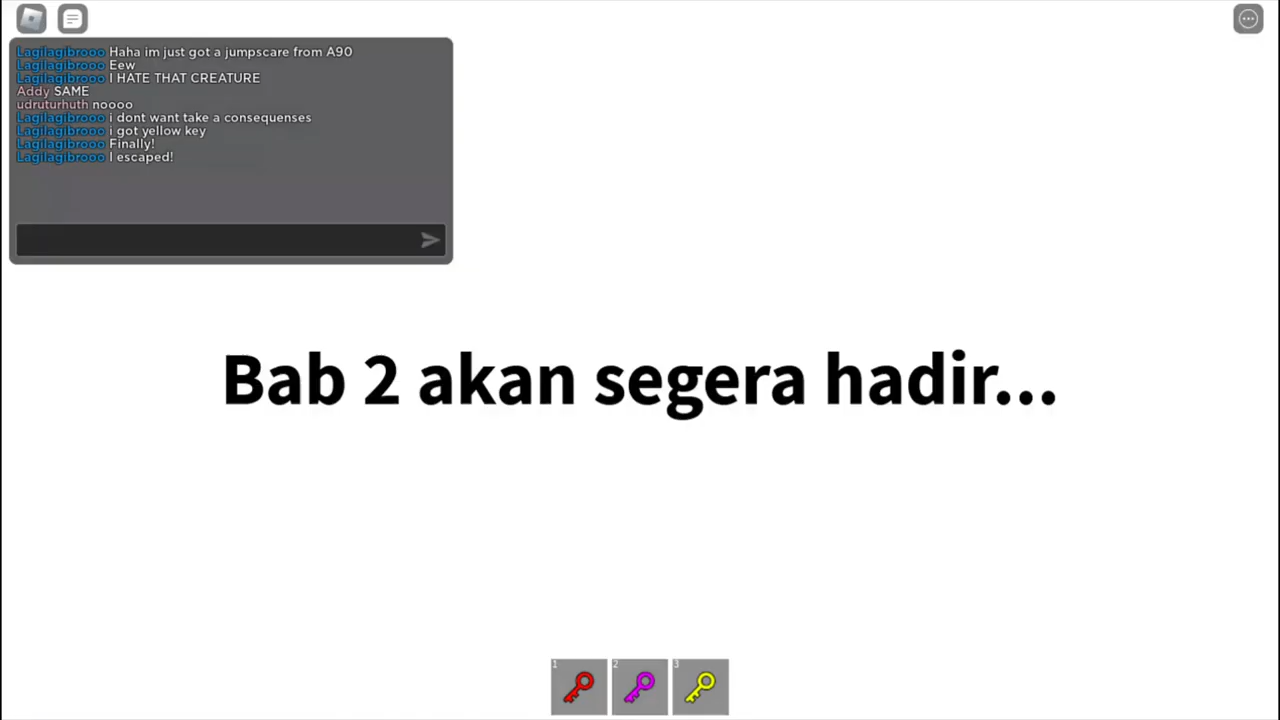 Lagilagibrooo Haha im just got a jumpscare from A90
Lagilagibrooo Eew
Lagilagibrooo I HATE THAT CREATURE
Addy SAME
udruturhuth noooo
Lagilagibrooo i dont want take a consequenses
Lagilagibrooo i got yellow key
Lagilagibrooo Finally!
Lagilagibrooo I escaped!
Bab 2 akan segera hadir...
1 2 3